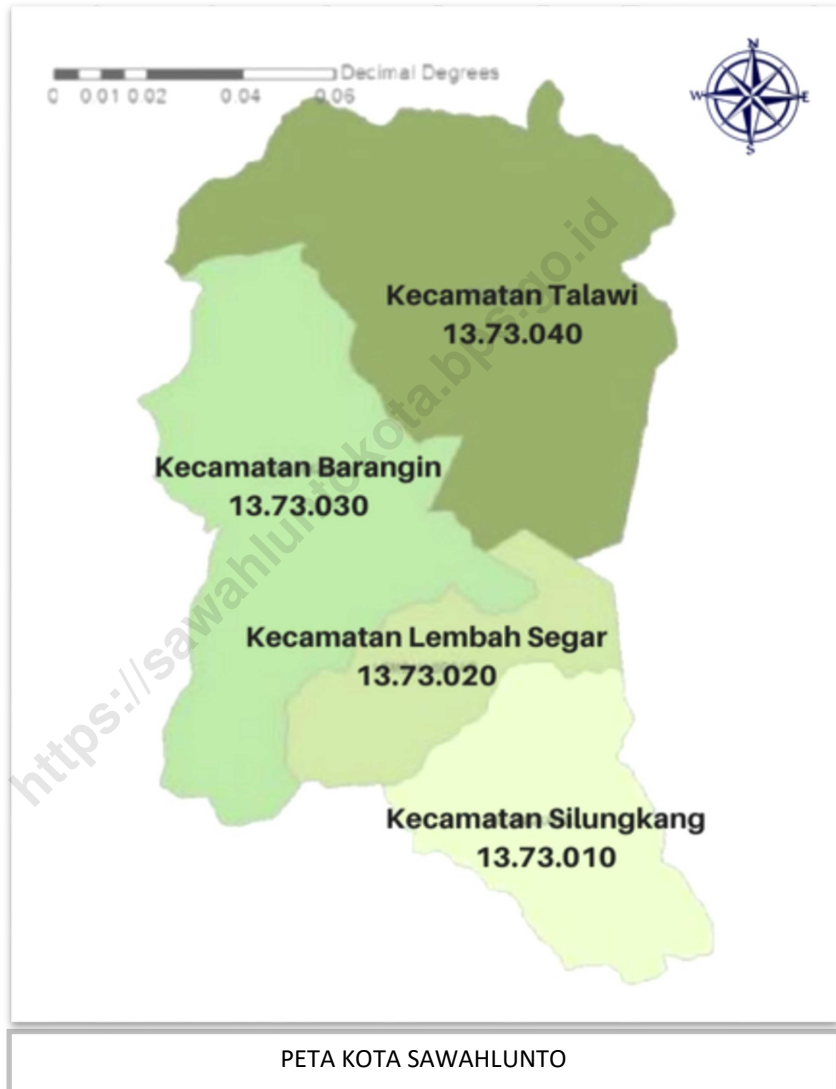 Decimal Degrees
0 0.01 0.02 0.04 0.06
N
W E
S
Kecamatan Talawi
13.73.040
Kecamatan Barangin
13.73.030
Kecamatan Lembah Segar
13.73.020
Kecamatan Silungkang
13.73.010
https://sawahluntokota.bps.go.id
PETA KOTA SAWAHLUNTO